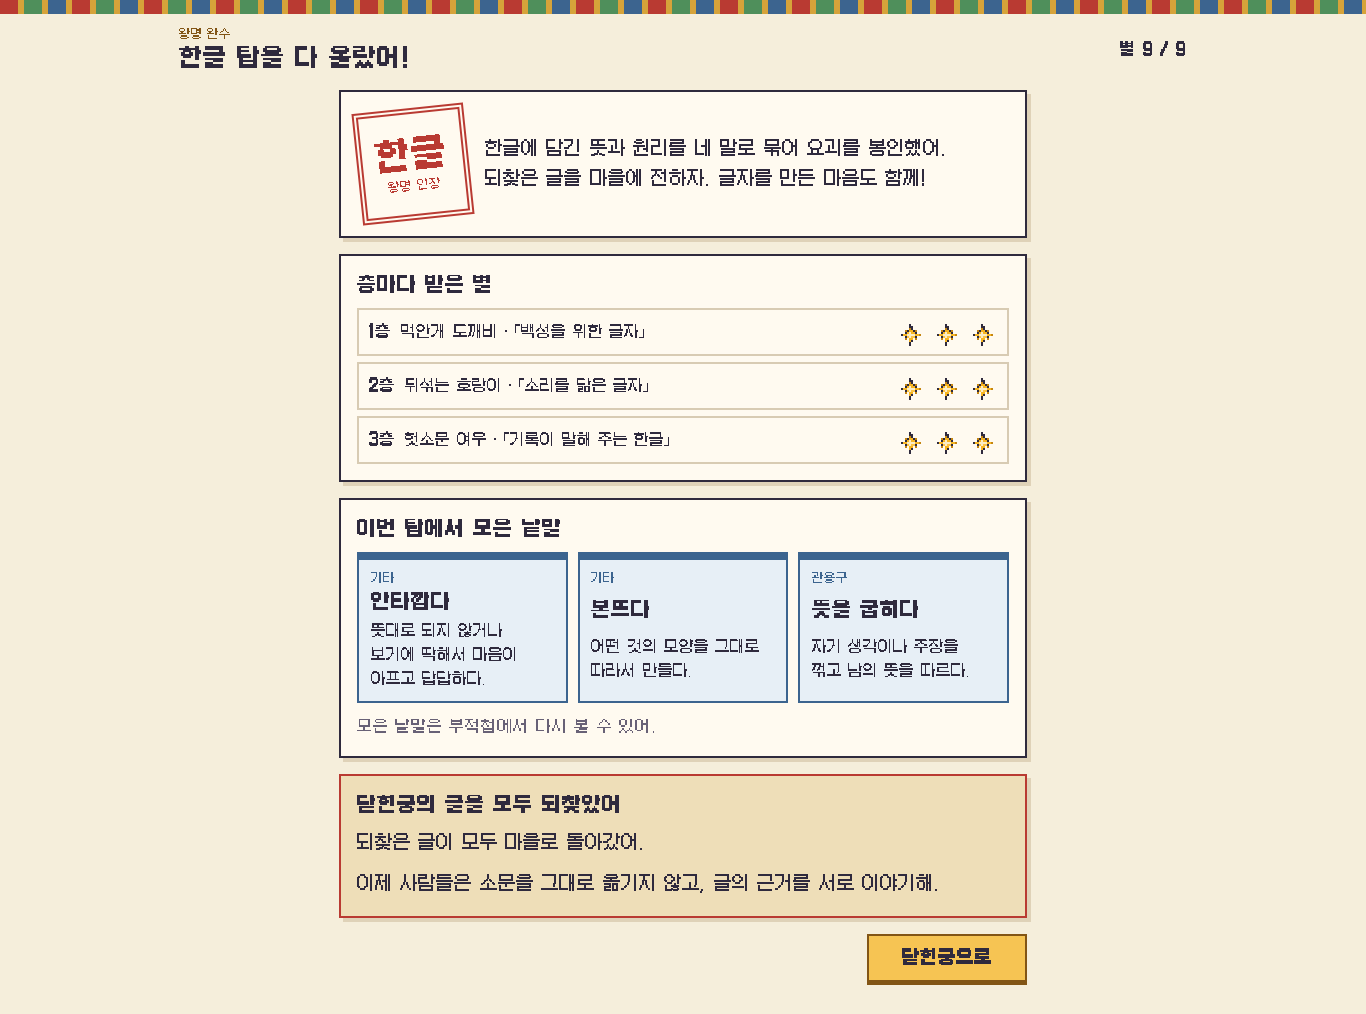 왕명 완수
한글 탑을 다 올랐어!
별 9 / 9
한글
왕명 인장
한글에 담긴 뜻과 원리를 네 말로 묶어 요괴를 봉인했어.
되찾은 글을 마을에 전하자. 글자를 만든 마음도 함께!
층마다 받은 별
1층 먹안개 도깨비 · 「백성을 위한 글자」
2층 뒤섞는 호랑이 · 「소리를 닮은 글자」
3층 헛소문 여우 · 「기록이 말해 주는 한글」
이번 탑에서 모은 낱말
기타
안타깝다
뜻대로 되지 않거나
보기에 딱해서 마음이
아프고 답답하다.
기타
본뜨다
어떤 것의 모양을 그대로
따라서 만들다.
관용구
뜻을 굽히다
자기 생각이나 주장을
꺾고 남의 뜻을 따르다.
모은 낱말은 부적첩에서 다시 볼 수 있어.
닫힌궁의 글을 모두 되찾았어
되찾은 글이 모두 마을로 돌아갔어.
이제 사람들은 소문을 그대로 옮기지 않고, 글의 근거를 서로 이야기해.
닫힌궁으로